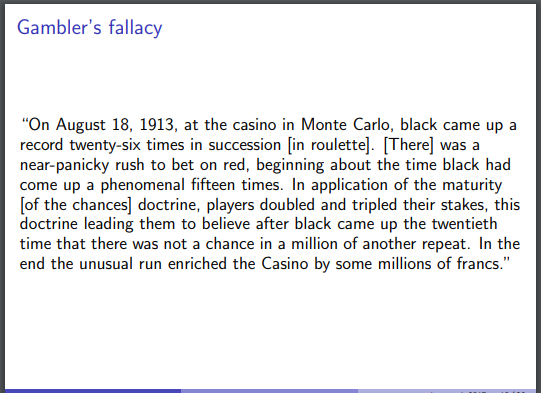 Gambler's fallacy
“On August 18, 1913, at the casino in Monte Carlo, black came up a
record twenty-six times in succession [in roulette]. [There] was a
near-panicky rush to bet on red, beginning about the time black had
come up a phenomenal fifteen times. In application of the maturity
[of the chances] doctrine, players doubled and tripled their stakes, this
doctrine leading them to believe after black came up the twentieth
time that there was not a chance in a million of another repeat. In the
end the unusual run enriched the Casino by some millions of francs.”